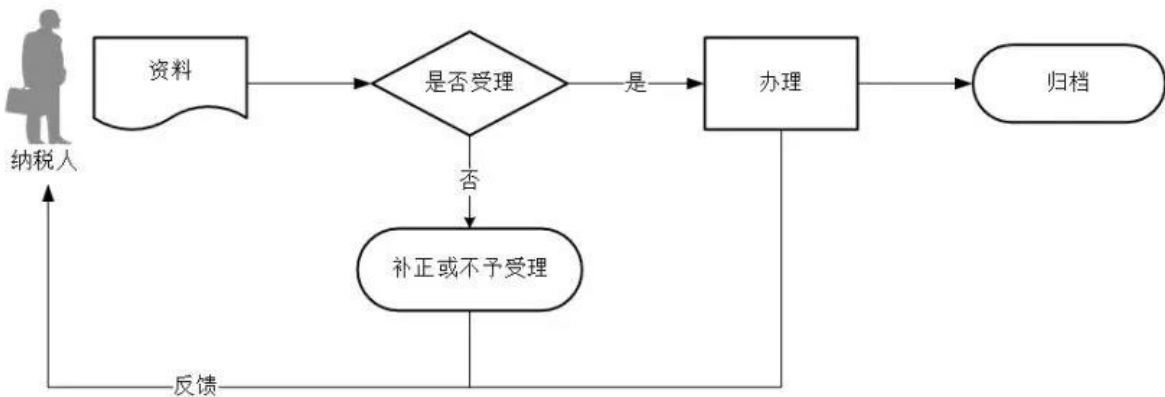 纳税人
资料
是否受理
是
办理
归档
否
补正或不予受理
反馈